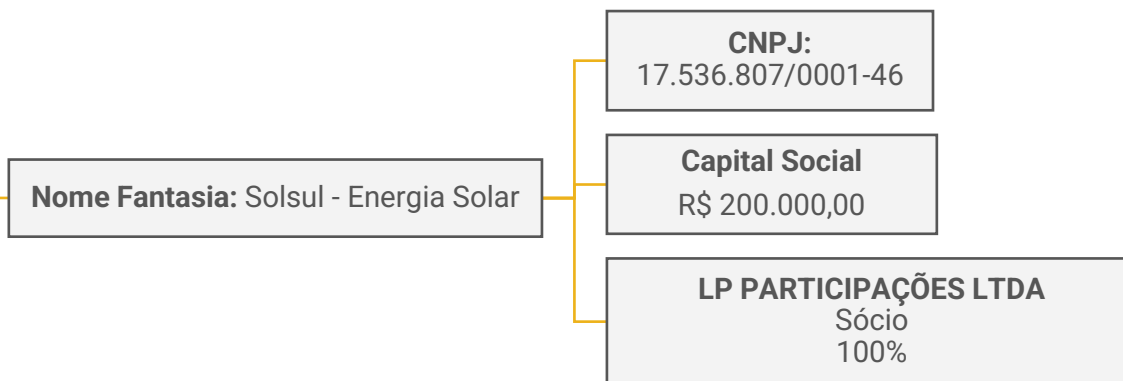 CNPJ:
17.536.807/0001-46
Nome Fantasia: Solsul - Energia Solar
Capital Social
R$ 200.000,00
LP PARTICIPAÇÕES LTDA
Sócio
100%